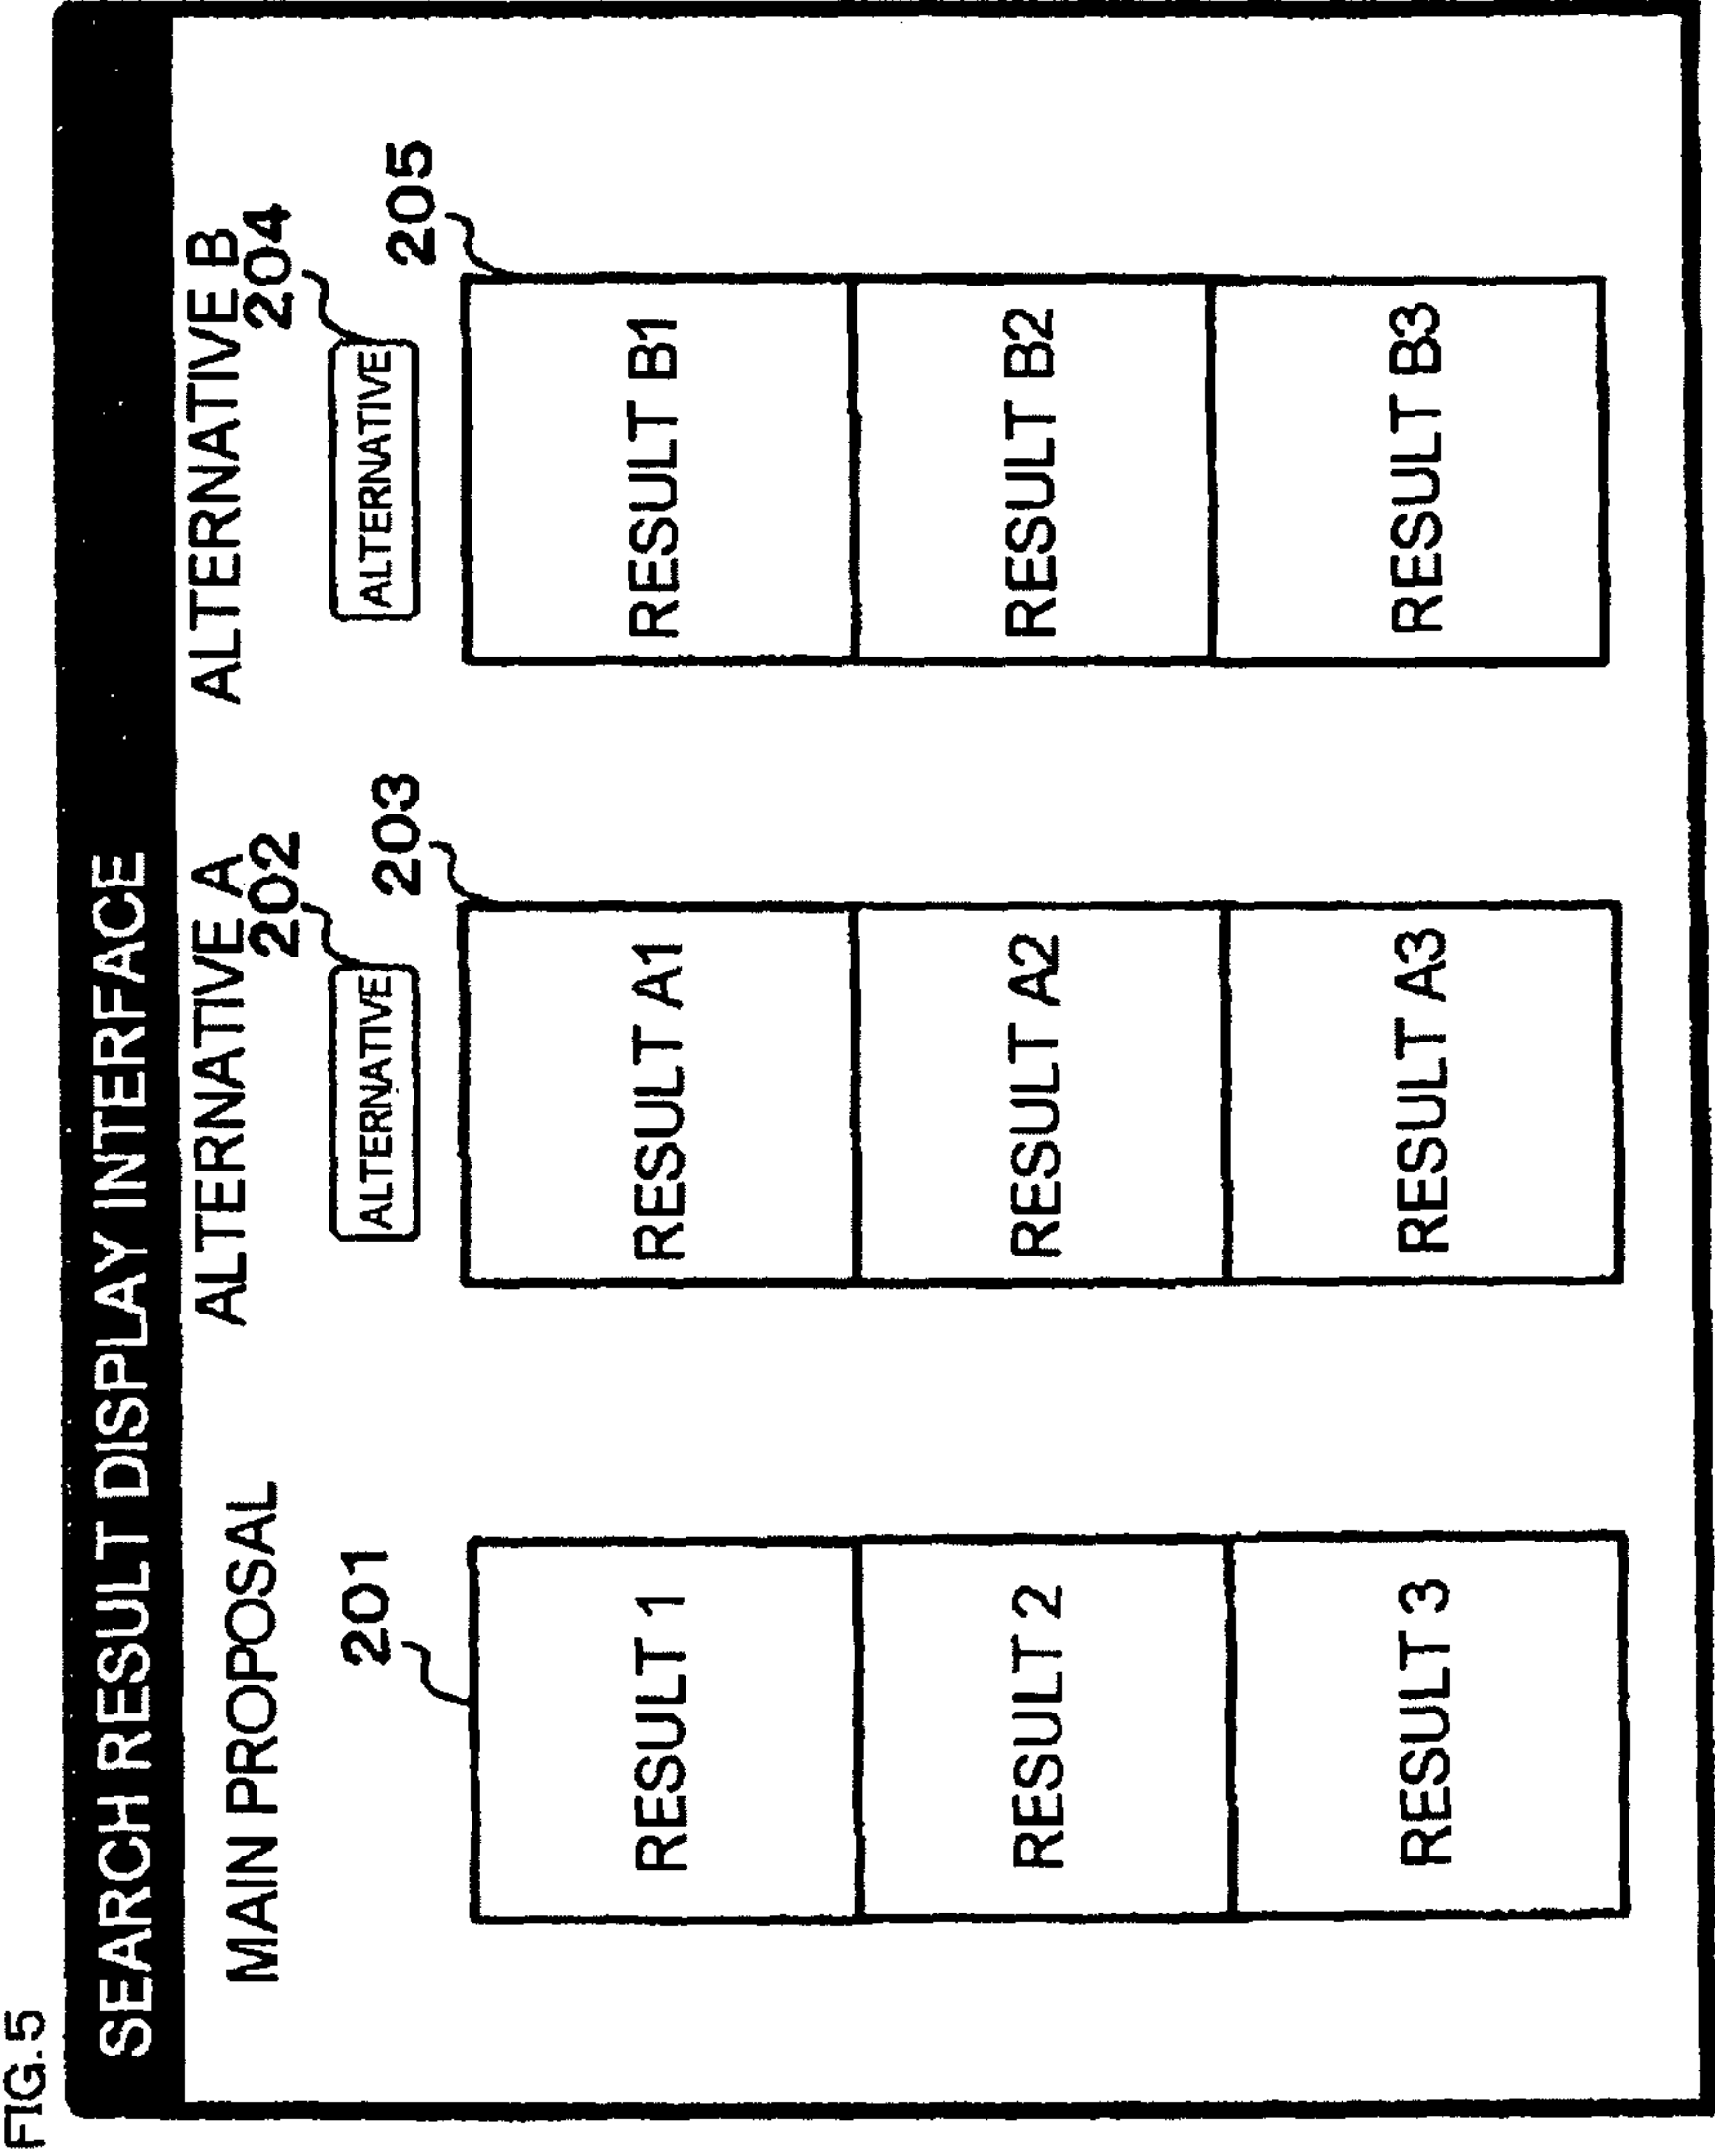 FIG.5
SEARCH RESULT DISPLAY INTERFACE
MAIN PROPOSAL
201
RESULT 1
RESULT 2
RESULT 3
ALTERNATIVE A
202
ALTERNATIVE
203
RESULT A1
RESULT A2
RESULT A3
ALTERNATIVE B
204
ALTERNATIVE
205
RESULT B1
RESULT B2
RESULT B3